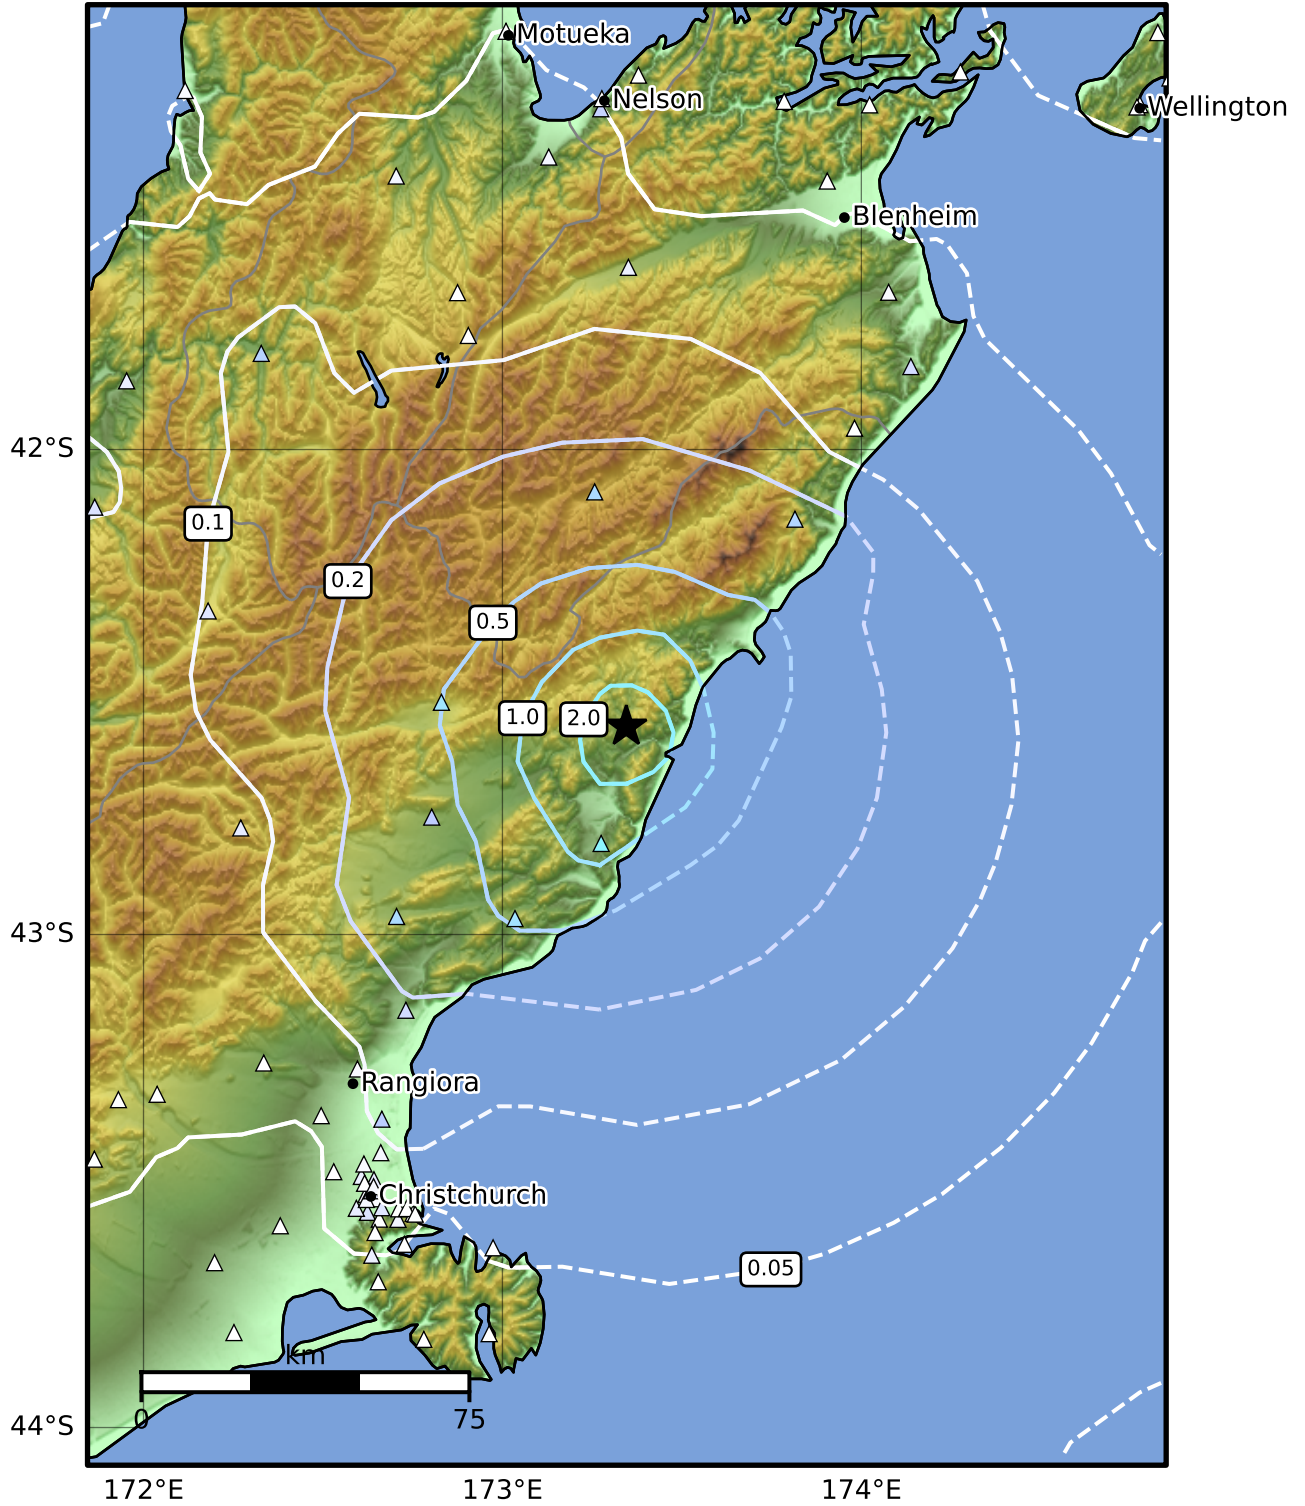 Motueka
Nelson
Wellington
Blenheim
42°S
0.1
0.2
0.5
1.0
2.0
43°S
Rangiora
Christchurch
0.05
km
0
75
44°S
172°E
173°E
174°E